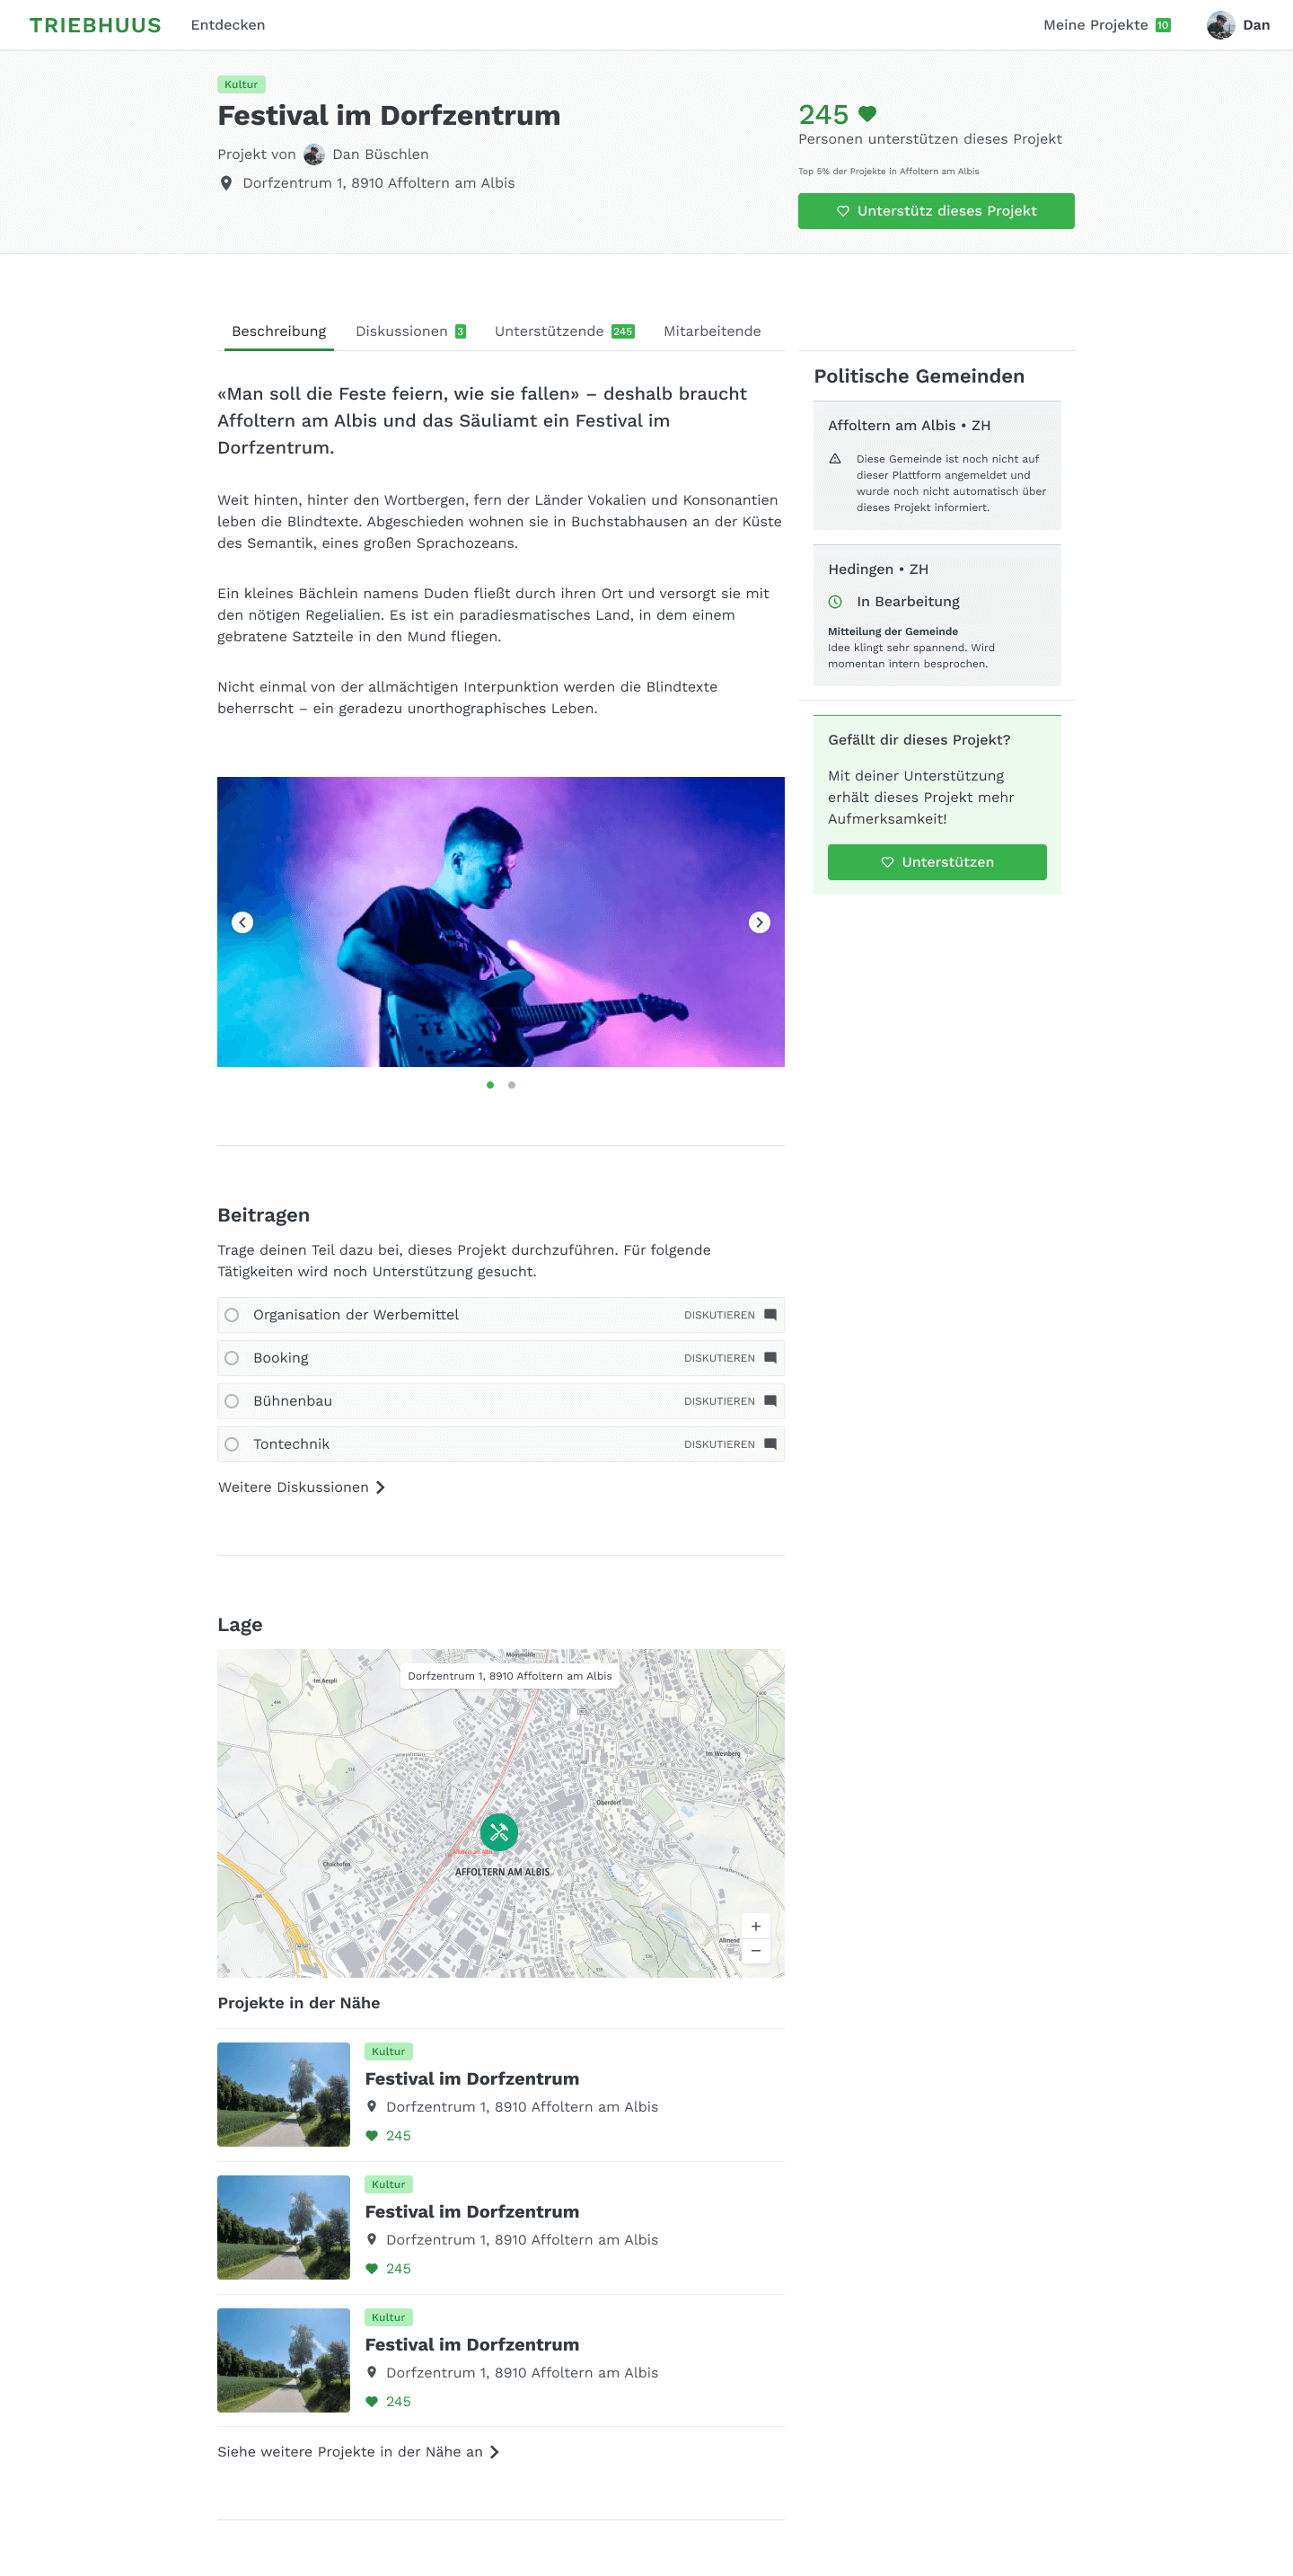 TRIEBHUUS
Entdecken
Meine Projekte 10
Dan
Kultur
Festival im Dorfzentrum
Projekt von Dan Büschlen
Dorfzentrum 1, 8910 Affoltern am Albis
245
Personen unterstützen dieses Projekt
Top 5% der Projekte in Affoltern am Albis
Unterstütz dieses Projekt
Beschreibung
Diskussionen 3
Unterstützende 245
Mitarbeitende
«Man soll die Feste feiern, wie sie fallen» – deshalb braucht
Affoltern am Albis und das Säuliamt ein Festival im
Dorfzentrum.
Weit hinten, hinter den Wortbergen, fern der Länder Vokalien und Konsonantien
leben die Blindtexte. Abgeschieden wohnen sie in Buchstabhausen an der Küste
des Semantik, eines großen Sprachozeans.
Ein kleines Bächlein namens Duden fließt durch ihren Ort und versorgt sie mit
den nötigen Regelialien. Es ist ein paradiesmatisches Land, in dem einem
gebratene Satzteile in den Mund fliegen.
Nicht einmal von der allmächtigen Interpunktion werden die Blindtexte
beherrscht – ein geradezu unorthographisches Leben.
Politische Gemeinden
Affoltern am Albis • ZH
Diese Gemeinde ist noch nicht auf
dieser Plattform angemeldet und
wurde noch nicht automatisch über
dieses Projekt informiert.
Hedingen • ZH
In Bearbeitung
Mitteilung der Gemeinde
Idee klingt sehr spannend. Wird
momentan intern besprochen.
Gefällt dir dieses Projekt?
Mit deiner Unterstützung
erhält dieses Projekt mehr
Aufmerksamkeit!
Unterstützen
Beitragen
Trage deinen Teil dazu bei, dieses Projekt durchzuführen. Für folgende
Tätigkeiten wird noch Unterstützung gesucht.
Organisation der Werbemittel DISKUTIEREN
Booking DISKUTIEREN
Bühnenbau DISKUTIEREN
Tontechnik DISKUTIEREN
Weitere Diskussionen
Lage
Dorfzentrum 1, 8910 Affoltern am Albis
Im Aespli
Im Weinberg
Oberdorf
AFFOLTERN AM ALBIS
Allmend
+
−
Projekte in der Nähe
Kultur
Festival im Dorfzentrum
Dorfzentrum 1, 8910 Affoltern am Albis
245
Kultur
Festival im Dorfzentrum
Dorfzentrum 1, 8910 Affoltern am Albis
245
Kultur
Festival im Dorfzentrum
Dorfzentrum 1, 8910 Affoltern am Albis
245
Siehe weitere Projekte in der Nähe an